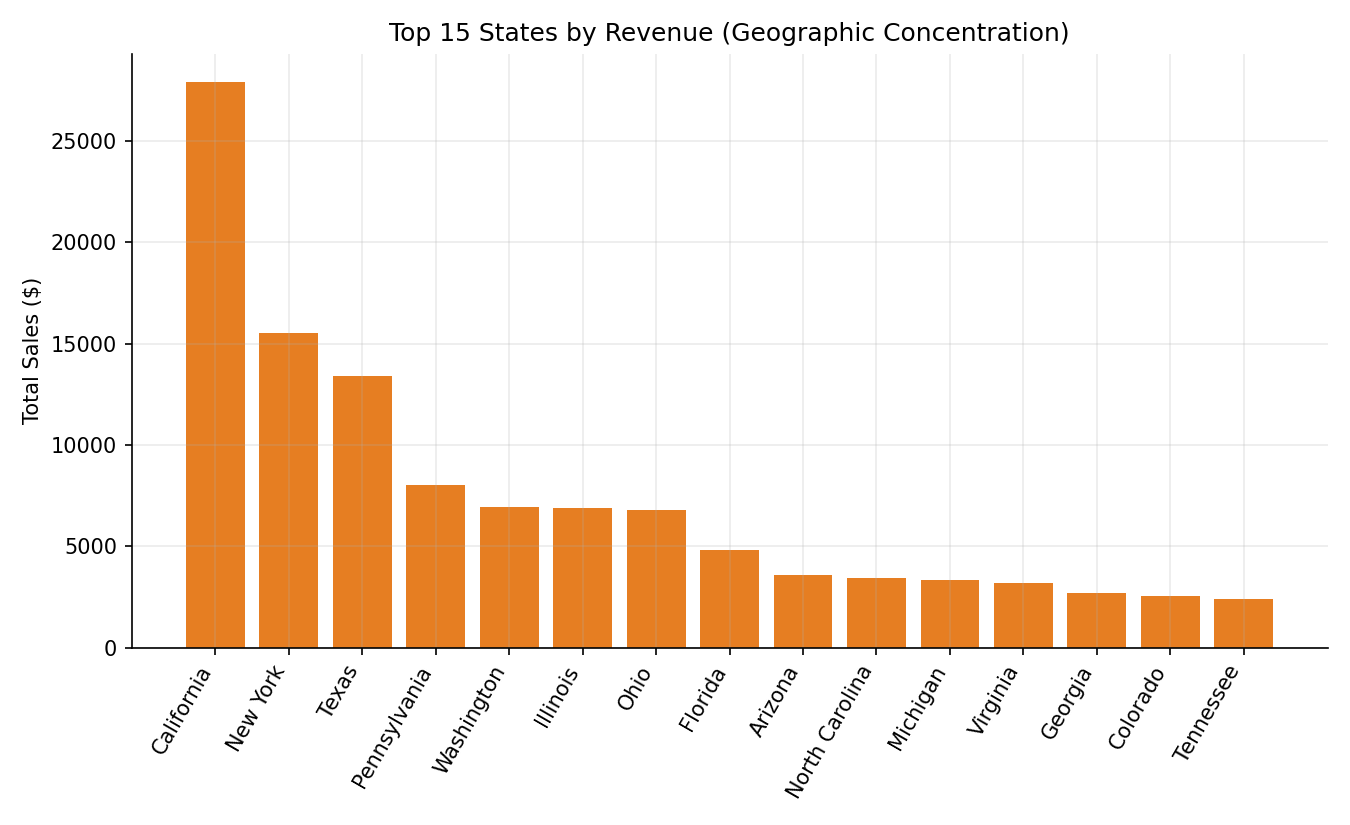 Top 15 States by Revenue (Geographic Concentration)
Total Sales ($)
25000
20000
15000
10000
5000
0
California
New York
Texas
Pennsylvania
Washington
Illinois
Ohio
Florida
Arizona
North Carolina
Michigan
Virginia
Georgia
Colorado
Tennessee